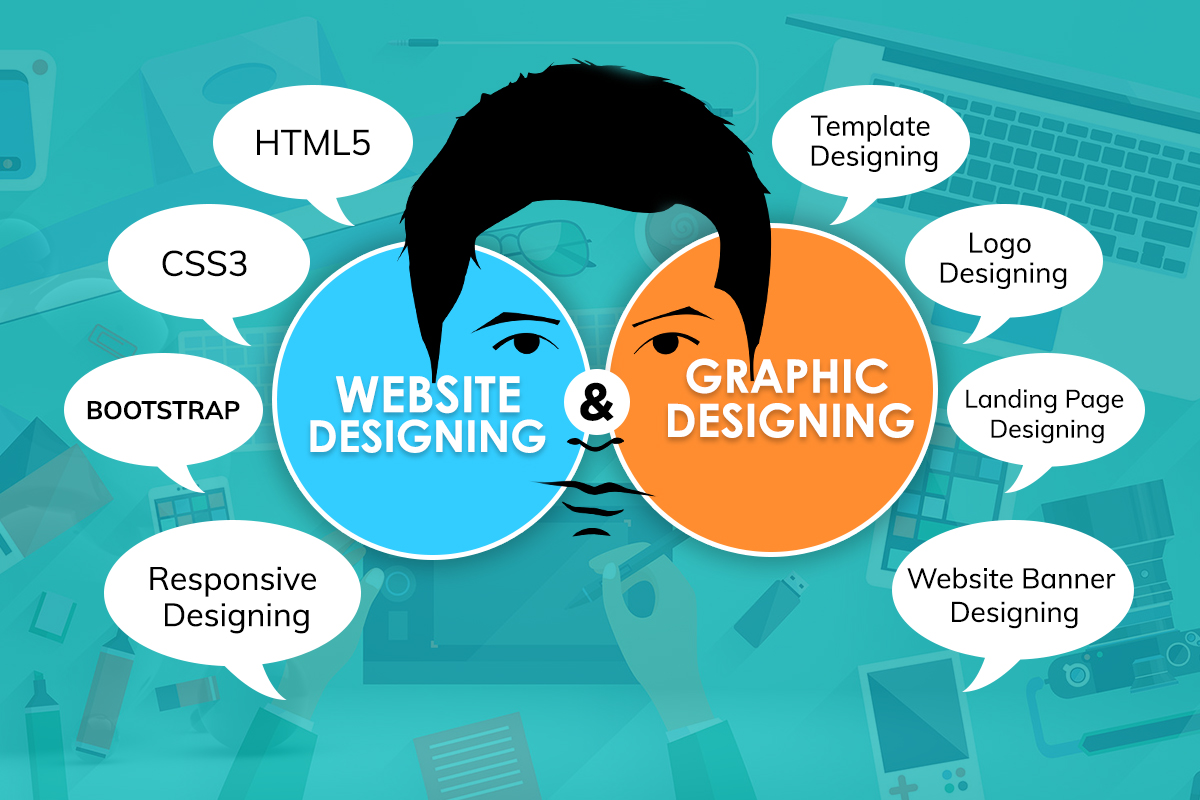 HTML5
CSS3
BOOTSTRAP
Responsive
Designing
WEBSITE
DESIGNING
&
GRAPHIC
DESIGNING
Template
Designing
Logo
Designing
Landing Page
Designing
Website Banner
Designing